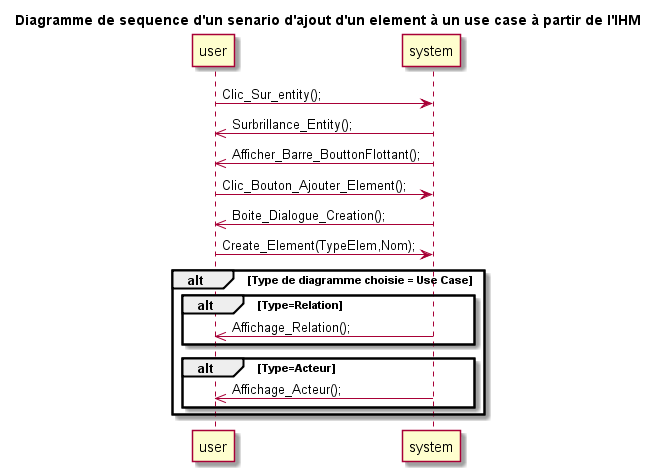 Diagramme de sequence d'un senario d'ajout d'un element à un use case à partir de l'IHM
user system
Clic_Sur_entity();
Surbrillance_Entity();
Afficher_Barre_BouttonFlottant();
Clic_Bouton_Ajouter_Element();
Boite_Dialogue_Creation();
Create_Element(TypeElem,Nom);
alt [Type de diagramme choisie = Use Case]
alt [Type=Relation]
Affichage_Relation();
alt [Type=Acteur]
Affichage_Acteur();
user system